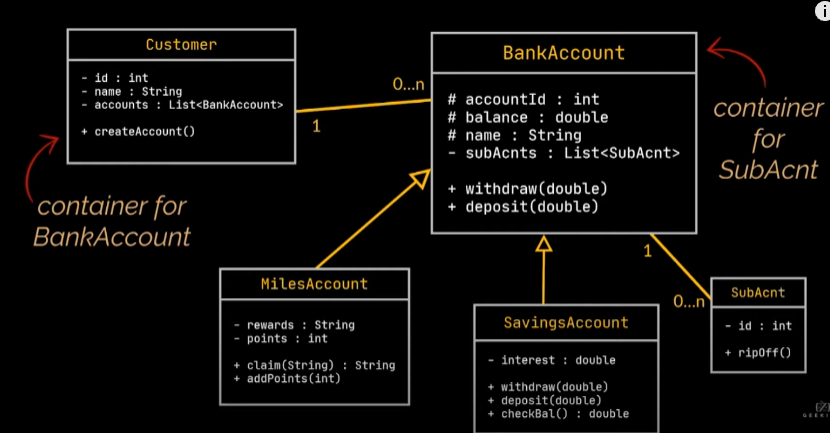 Customer
- id : int
- name : String
- accounts : List<BankAccount>
+ createAccount()
0...n
1
BankAccount
# accountId : int
# balance : double
# name : String
- subAcnts : List<SubAcnt>
+ withdraw(double)
+ deposit(double)
container
for
SubAcnt
container for
BankAccount
MilesAccount
- rewards : String
- points : int
+ claim(String) : String
+ addPoints(int)
SavingsAccount
- interest : double
+ withdraw(double)
+ deposit(double)
+ checkBal() : double
1
0...n
SubAcnt
- id : int
+ ripOff()
i